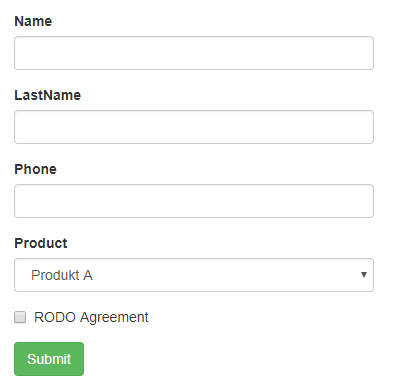 Name
LastName
Phone
Product
Produkt A
RODO Agreement
Submit